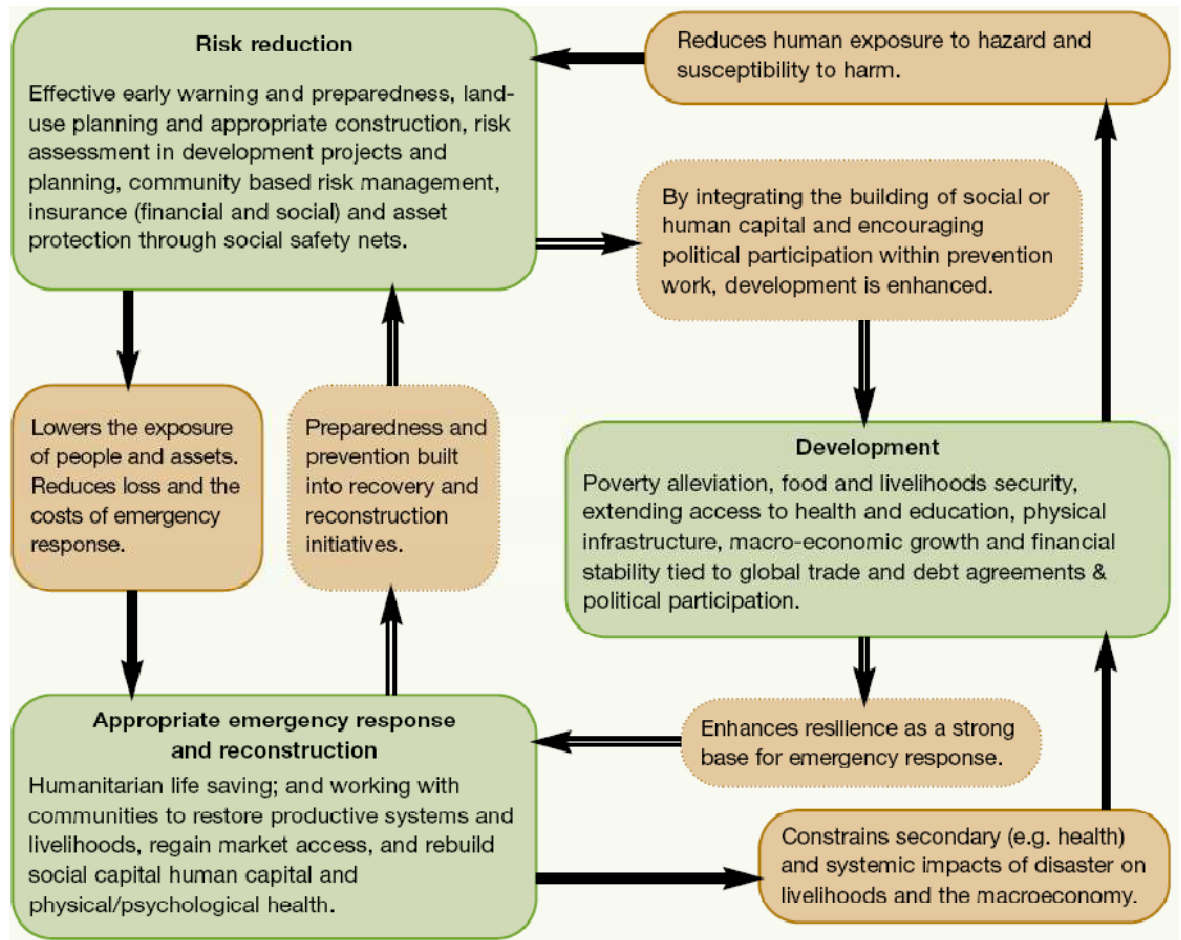 Risk reduction
Effective early warning and preparedness, land-
use planning and appropriate construction, risk
assessment in development projects and
planning, community based risk management,
insurance (financial and social) and asset
protection through social safety nets.
Reduces human exposure to hazard and
susceptibility to harm.
By integrating the building of social or
human capital and encouraging
political participation within prevention
work, development is enhanced.
Lowers the exposure
of people and assets.
Reduces loss and the
costs of emergency
response.
Preparedness and
prevention built
into recovery and
reconstruction
initiatives.
Development
Poverty alleviation, food and livelihoods security,
extending access to health and education, physical
infrastructure, macro-economic growth and financial
stability tied to global trade and debt agreements &
political participation.
Appropriate emergency response
and reconstruction
Humanitarian life saving; and working with
communities to restore productive systems and
livelihoods, regain market access, and rebuild
social capital human capital and
physical/psychological health.
Enhances resilience as a strong
base for emergency response.
Constrains secondary (e.g. health)
and systemic impacts of disaster on
livelihoods and the macroeconomy.